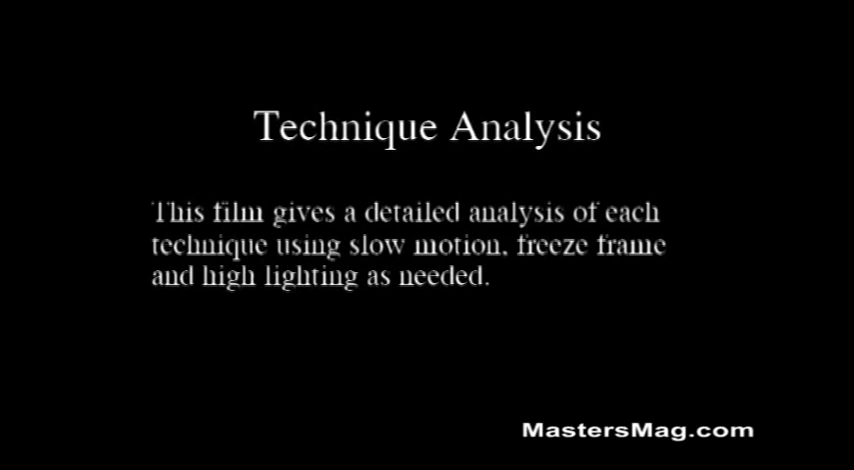 Technique Analysis
This film gives a detailed analysis of each
technique using slow motion, freeze frame
and high lighting as needed.
MastersMag.com